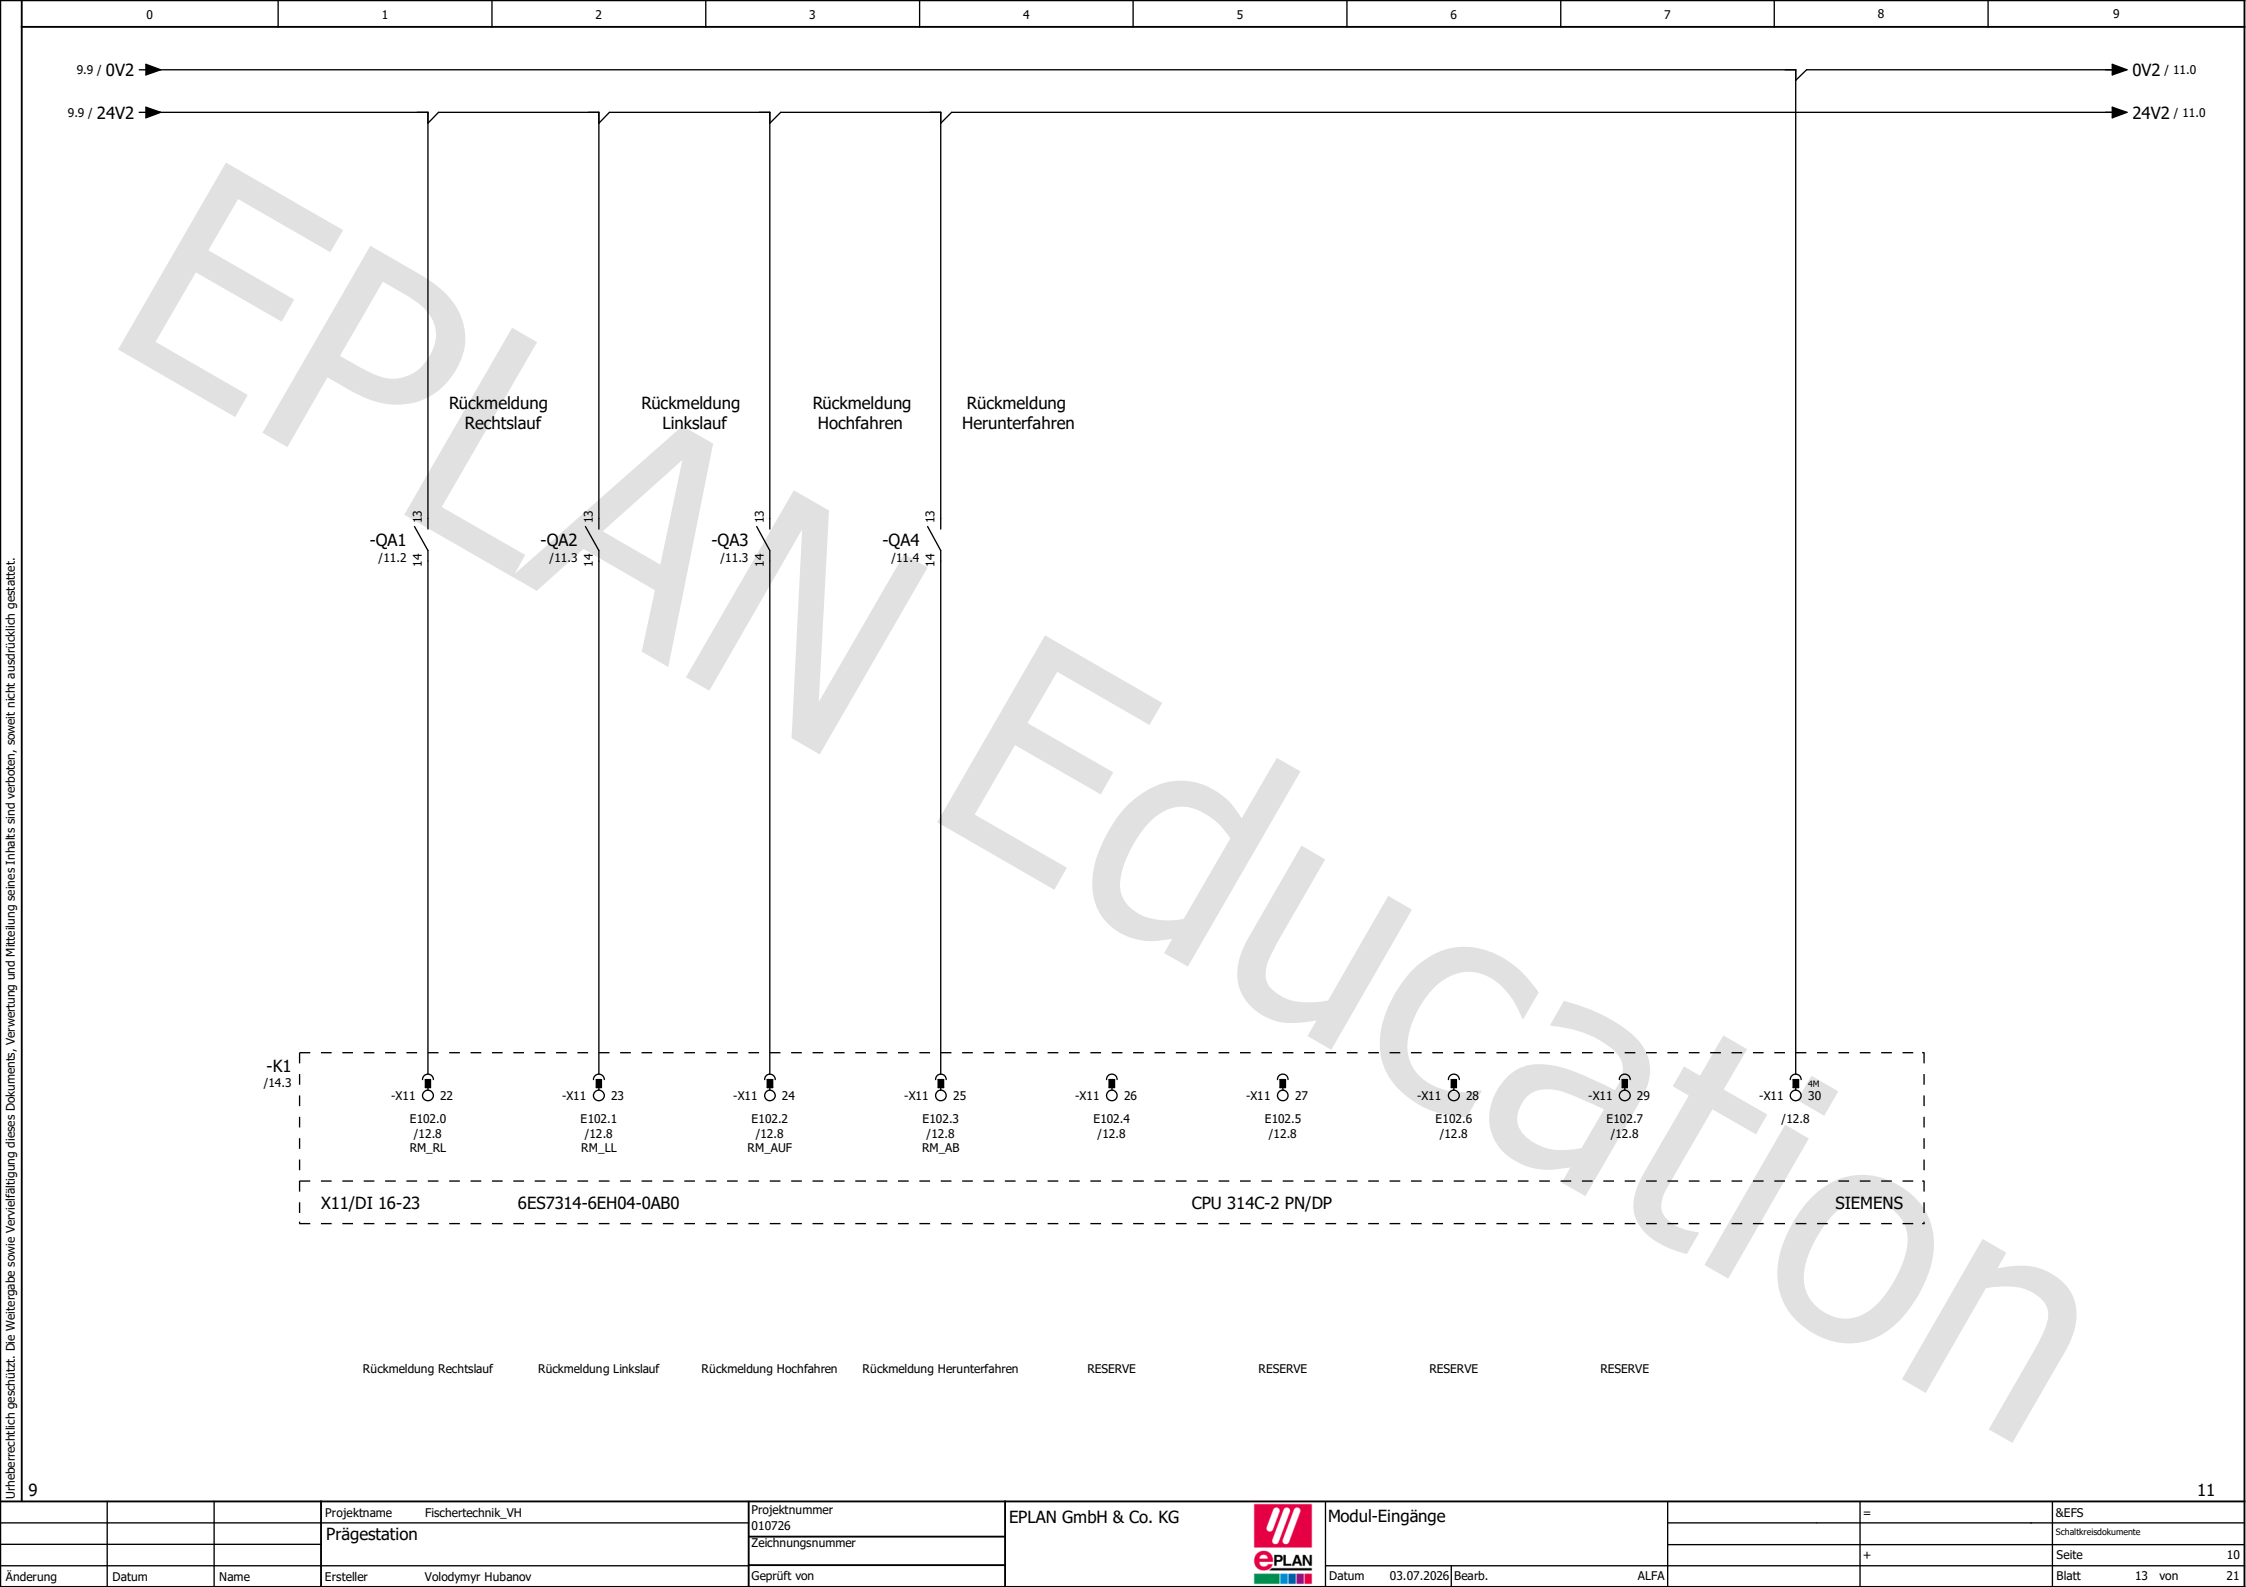 0 1 2 3 4 5 6 7 8 9
9.9 / 0V2
0V2 / 11.0
9.9 / 24V2
24V2 / 11.0
Rückmeldung
Rechtslauf
Rückmeldung
Linkslauf
Rückmeldung
Hochfahren
Rückmeldung
Herunterfahren
-QA1
/11.2
13
14
-QA2
/11.3
13
14
-QA3
/11.3
13
14
-QA4
/11.4
13
14
-K1
/14.3
-X11 22
E102.0
/12.8
RM_RL
-X11 23
E102.1
/12.8
RM_LL
-X11 24
E102.2
/12.8
RM_AUF
-X11 25
E102.3
/12.8
RM_AB
-X11 26
E102.4
/12.8
-X11 27
E102.5
/12.8
-X11 28
E102.6
/12.8
-X11 29
E102.7
/12.8
4M
-X11 30
/12.8
X11/DI 16-23 6ES7314-6EH04-0AB0 CPU 314C-2 PN/DP SIEMENS
Rückmeldung Rechtslauf Rückmeldung Linkslauf Rückmeldung Hochfahren Rückmeldung Herunterfahren RESERVE RESERVE RESERVE RESERVE
EPLAN Education
Urheberrechtlich geschützt. Die Weitergabe sowie Vervielfältigung dieses Dokuments, Verwertung und Mitteilung seines Inhalts sind verboten, soweit nicht ausdrücklich gestattet.
9
11
Projektname Fischertechnik_VH
Prägestation
Änderung Datum Name Ersteller Volodymyr Hubanov
Projektnummer
010726
Zeichnungsnummer
Geprüft von
EPLAN GmbH & Co. KG
ePLAN
Modul-Eingänge
Datum 03.07.2026 Bearb. ALFA
=
+
&EFS
Schaltkreisdokumente
Seite 10
Blatt 13 von 21